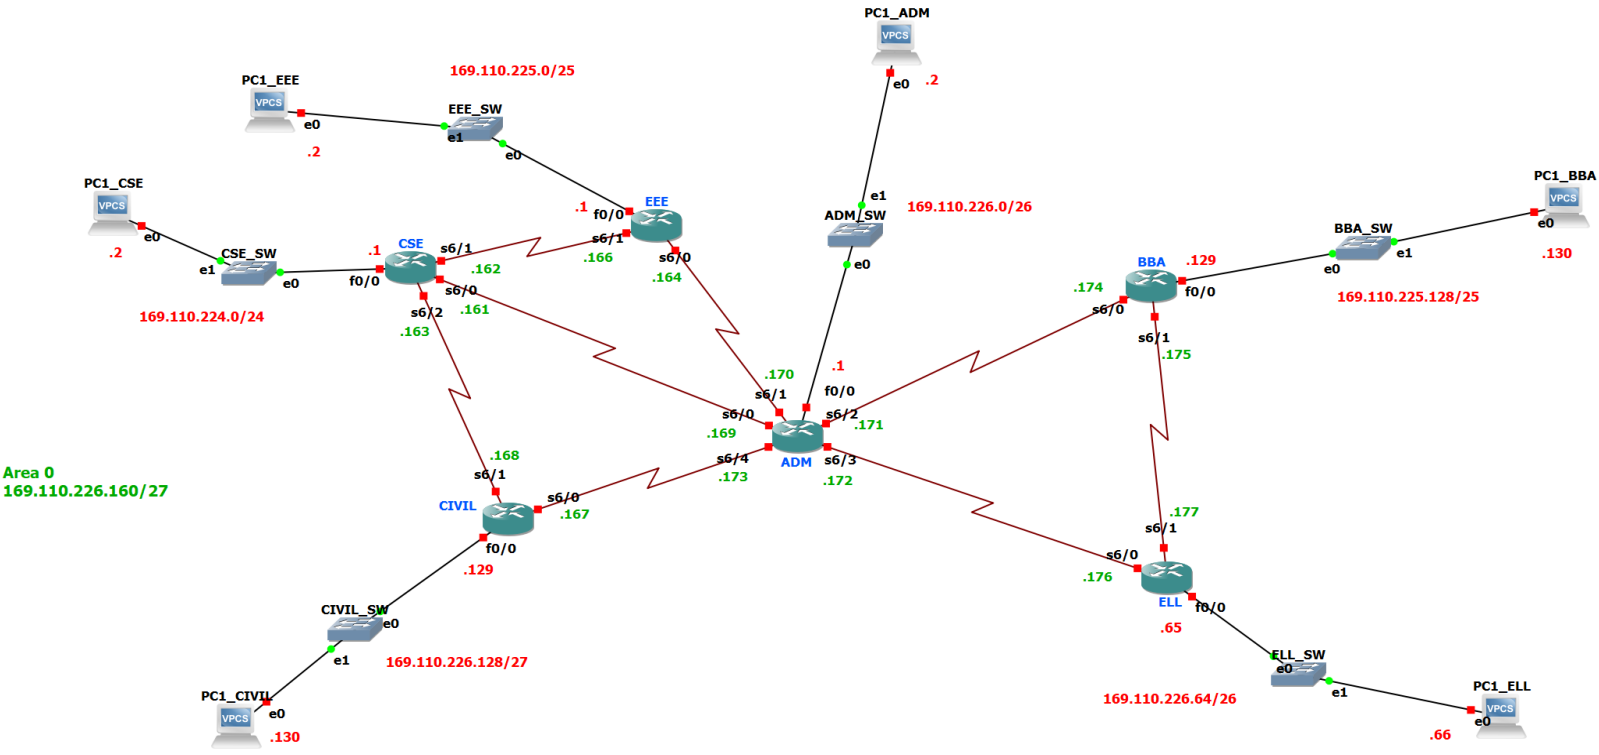 PC1_ADM
VPCS
e0
.2
169.110.225.0/25
PC1_EEE
VPCS
e0
.2
EEE_SW
e1
e0
PC1_CSE
VPCS
e0
.2
CSE_SW
e1
e0
169.110.224.0/24
EEE
.1
f0/0
s6/1
.166
s6/0
.164
CSE
.1
f0/0
s6/1
.162
s6/0
.161
s6/2
.163
e1
ADM_SW
e0
169.110.226.0/26
PC1_BBA
VPCS
e0
.130
BBA_SW
e0
e1
169.110.225.128/25
BBA
.129
f0/0
.174
s6/0
s6/1
.175
.170
s6/1
.1
f0/0
s6/0
.169
s6/2
.171
s6/4
.173
ADM
s6/3
.172
Area 0
169.110.226.160/27
.168
s6/1
CIVIL
s6/0
.167
f0/0
.129
CIVIL_SW
e0
e1
169.110.226.128/27
PC1_CIVIL
VPCS
e0
.130
.177
s6/1
s6/0
.176
ELL
f0/0
.65
ELL_SW
e0
e1
169.110.226.64/26
PC1_ELL
VPCS
e0
.66